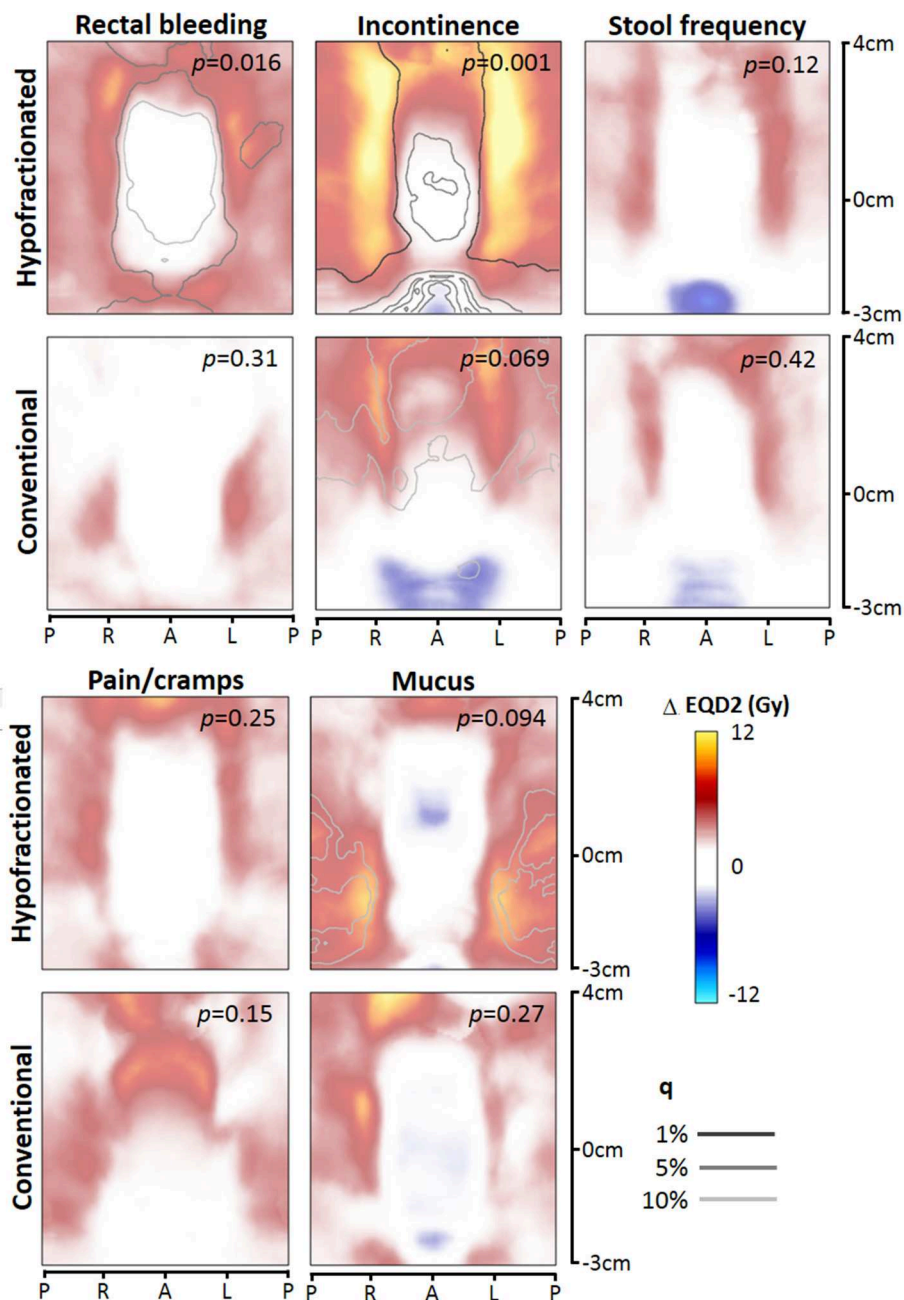 Rectal bleeding Incontinence Stool frequency
Hypofractionated
p=0.016 p=0.001 p=0.12
4cm
0cm
-3cm
Conventional
p=0.31 p=0.069 p=0.42
4cm
0cm
-3cm
P R A L P P R A L P P R A L P
Pain/cramps Mucus
Hypofractionated
p=0.25 p=0.094
4cm
0cm
-3cm
Δ EQD2 (Gy)
12
0
-12
Conventional
p=0.15 p=0.27
4cm
0cm
-3cm
q
1%
5%
10%
P R A L P P R A L P